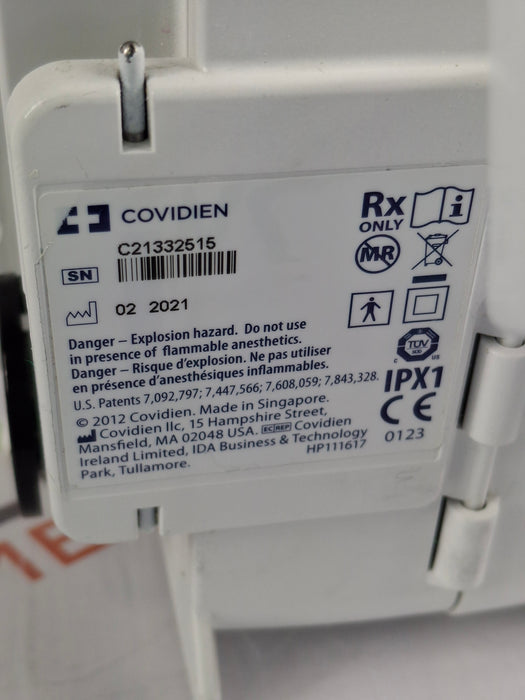 COVIDIEN
Rx
ONLY
i
C21332515
SN
MR
02 2021
Danger – Explosion hazard. Do not use
in presence of flammable anesthetics.
Danger – Risque d'explosion. Ne pas utiliser
en présence d'anesthésiques inflammables.
U.S. Patents 7,092,797; 7,447,566; 7,608,059; 7,843,328.
© 2012 Covidien. Made in Singapore.
Covidien llc, 15 Hampshire Street,
Mansfield, MA 02048 USA. EC REP Covidien
Ireland Limited, IDA Business & Technology
Park, Tullamore.
HP111617
TÜV
SÜD
C US
IPX1
CE
0123